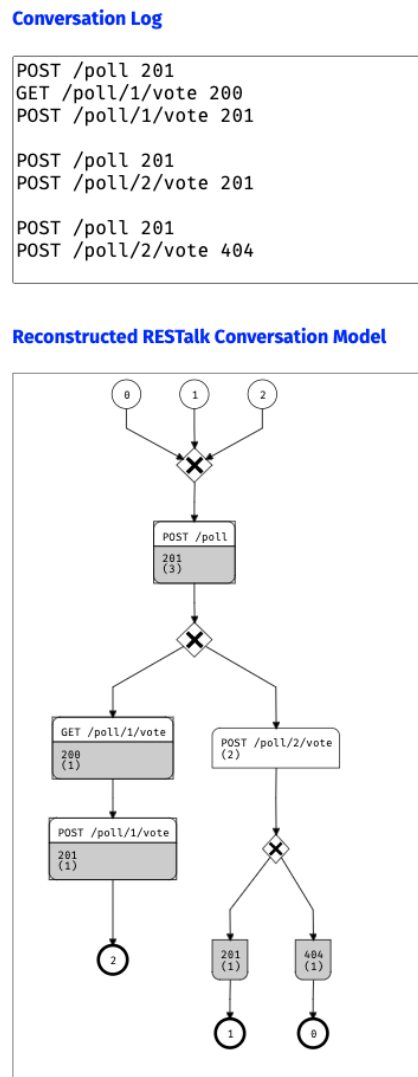 Conversation Log
POST /poll 201
GET /poll/1/vote 200
POST /poll/1/vote 201
POST /poll 201
POST /poll/2/vote 201
POST /poll 201
POST /poll/2/vote 404
Reconstructed RESTalk Conversation Model
0 1 2
POST /poll
201
(3)
GET /poll/1/vote
200
(1)
POST /poll/2/vote
(2)
POST /poll/1/vote
201
(1)
201
(1)
404
(1)
2
1
0